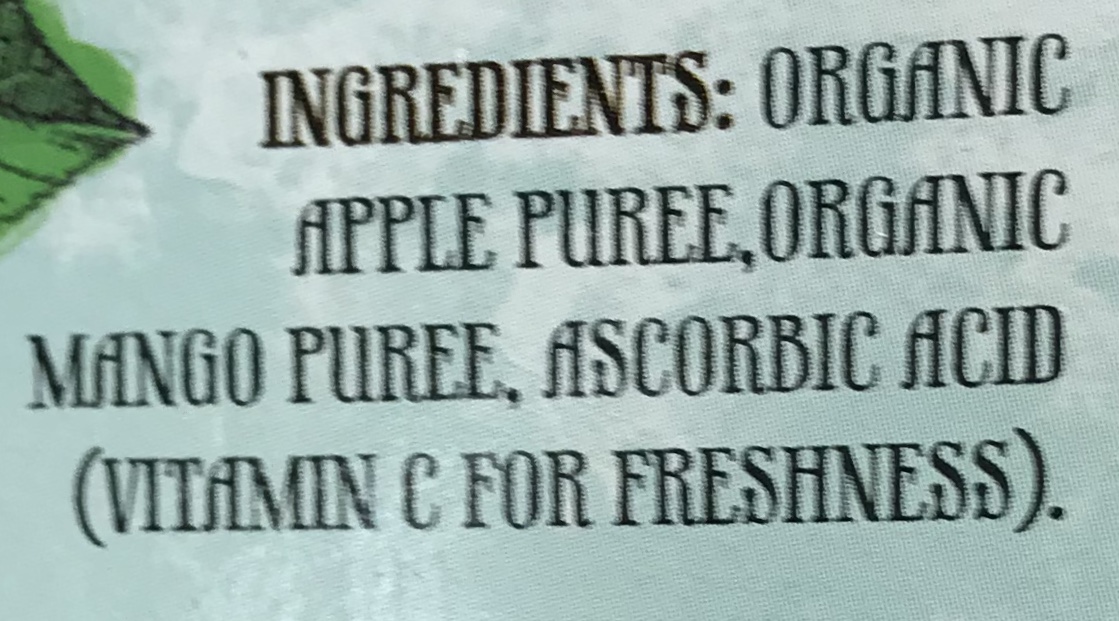 INGREDIENTS: ORGANIC
APPLE PUREE,ORGANIC
MANGO PUREE, ASCORBIC ACID
(VITAMIN C FOR FRESHNESS).